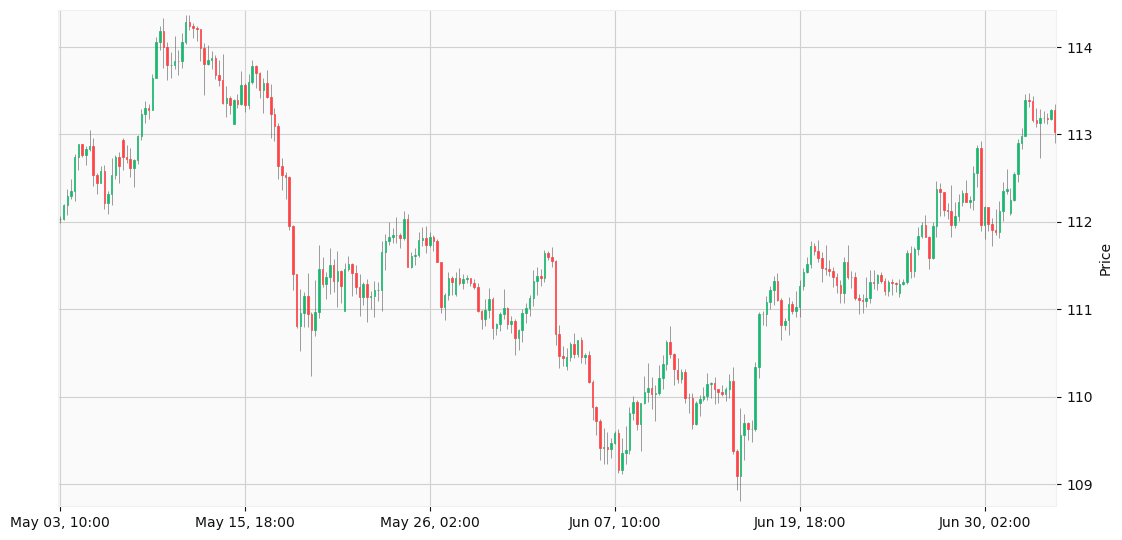 114
113
112
111
110
109
Price
May 03, 10:00
May 15, 18:00
May 26, 02:00
Jun 07, 10:00
Jun 19, 18:00
Jun 30, 02:00